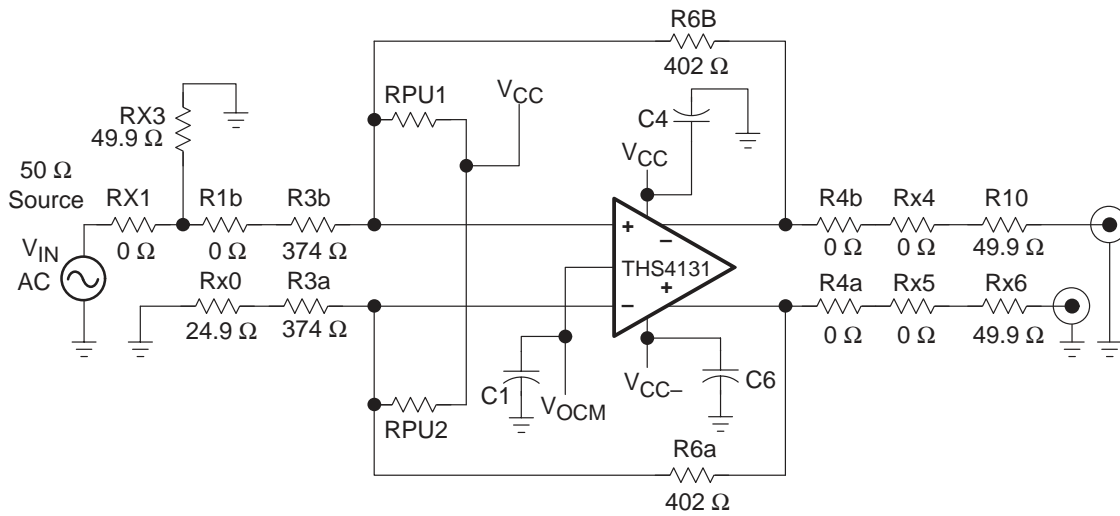 R6B
402 Ω
RPU1
VCC
C4
RX3
49.9 Ω
VCC
50 Ω
Source
RX1
0 Ω
R1b
0 Ω
R3b
374 Ω
R4b
0 Ω
Rx4
0 Ω
R10
49.9 Ω
VIN
AC
+
−
THS4131
+
−
Rx0
24.9 Ω
R3a
374 Ω
R4a
0 Ω
Rx5
0 Ω
Rx6
49.9 Ω
C1
VOCM
VCC−
C6
RPU2
R6a
402 Ω